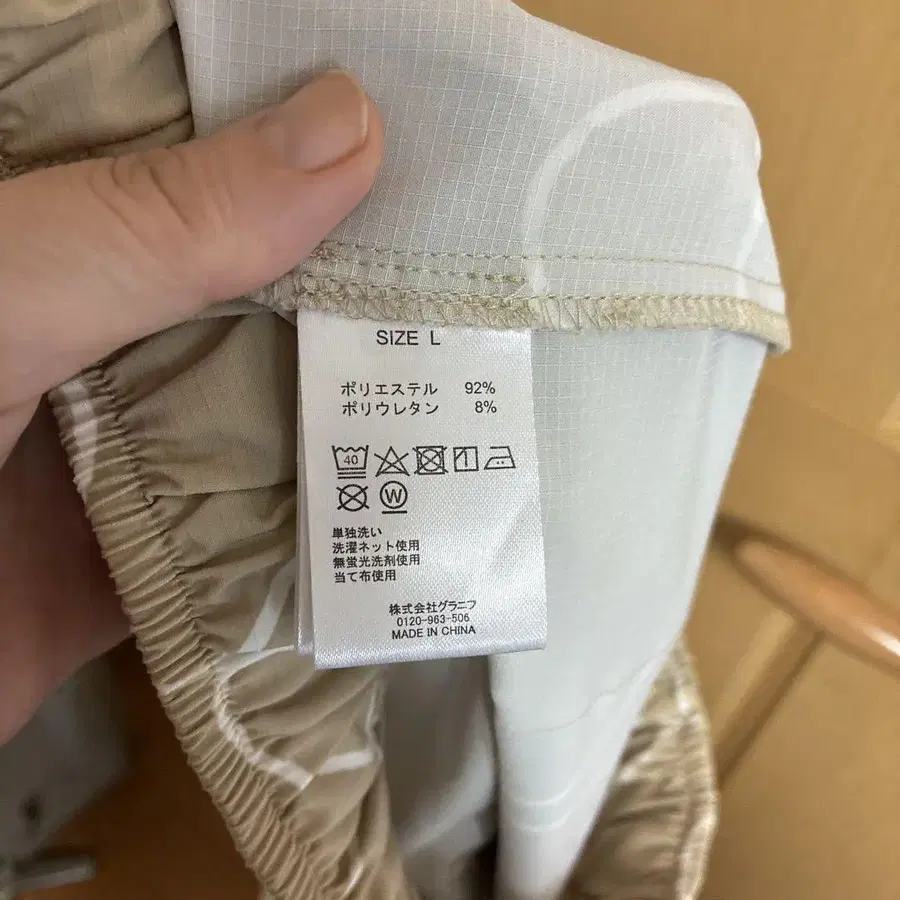 SIZE L
ポリエステル 92%
ポリウレタン 8%
40
W
単独洗い
洗濯ネット使用
無蛍光洗剤使用
当て布使用
株式会社グラニフ
0120-963-506
MADE IN CHINA